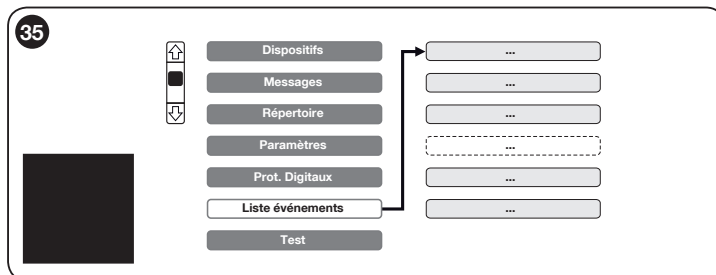 35
Dispositifs ...
Messages ...
Répertoire ...
Paramètres ...
Prot. Digitaux ...
Liste événements ...
Test